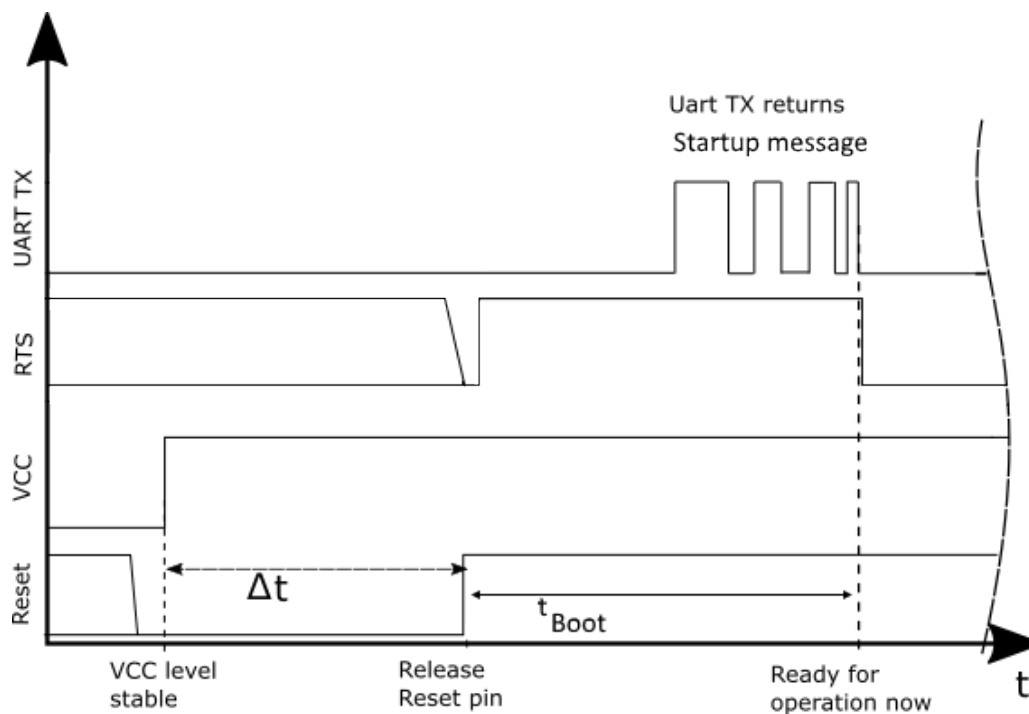 Uart TX returns
Startup message
UART TX
RTS
VCC
Reset
Δt
t Boot
VCC level
stable
Release
Reset pin
Ready for
operation now
t